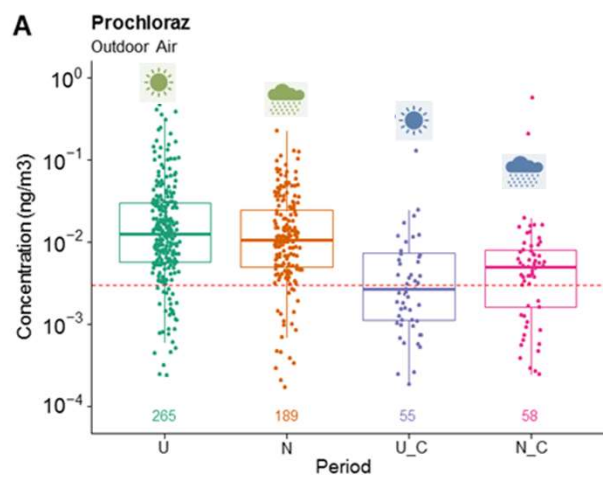 A
Prochloraz
Outdoor Air
Concentration (ng/m3)
10⁰
10⁻¹
10⁻²
10⁻³
10⁻⁴
265 189 55 58
U N U_C N_C
Period